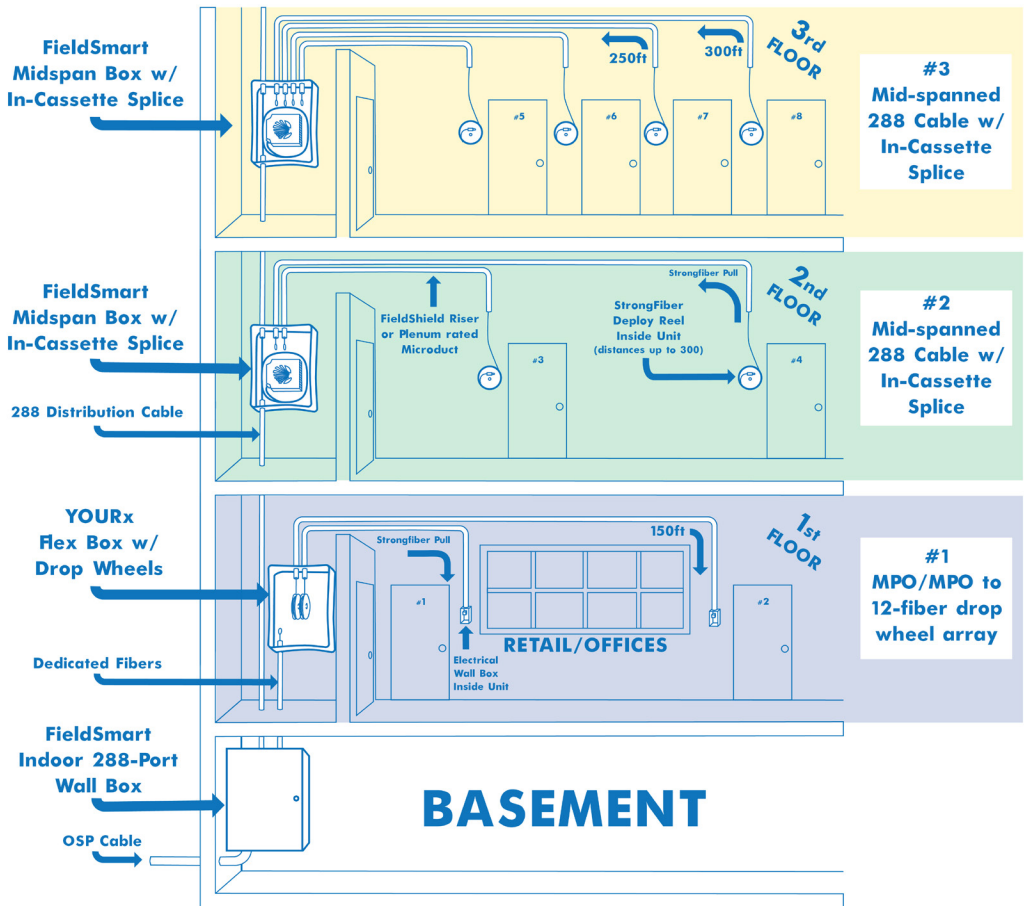 FieldSmart
Midspan Box w/
In-Cassette Splice
250ft
300ft
3rd
FLOOR
#5
#6
#7
#8
#3
Mid-spanned
288 Cable w/
In-Cassette
Splice
FieldSmart
Midspan Box w/
In-Cassette Splice
288 Distribution Cable
FieldShield Riser
or Plenum rated
Microduct
Strongfiber Pull
StrongFiber
Deploy Reel
Inside Unit
(distances up to 300)
2nd
FLOOR
#3
#4
#2
Mid-spanned
288 Cable w/
In-Cassette
Splice
YOURx
Flex Box w/
Drop Wheels
Dedicated Fibers
Strongfiber Pull
150ft
1st
FLOOR
#1
#2
RETAIL/OFFICES
Electrical
Wall Box
Inside Unit
#1
MPO/MPO to
12-fiber drop
wheel array
FieldSmart
Indoor 288-Port
Wall Box
OSP Cable
BASEMENT